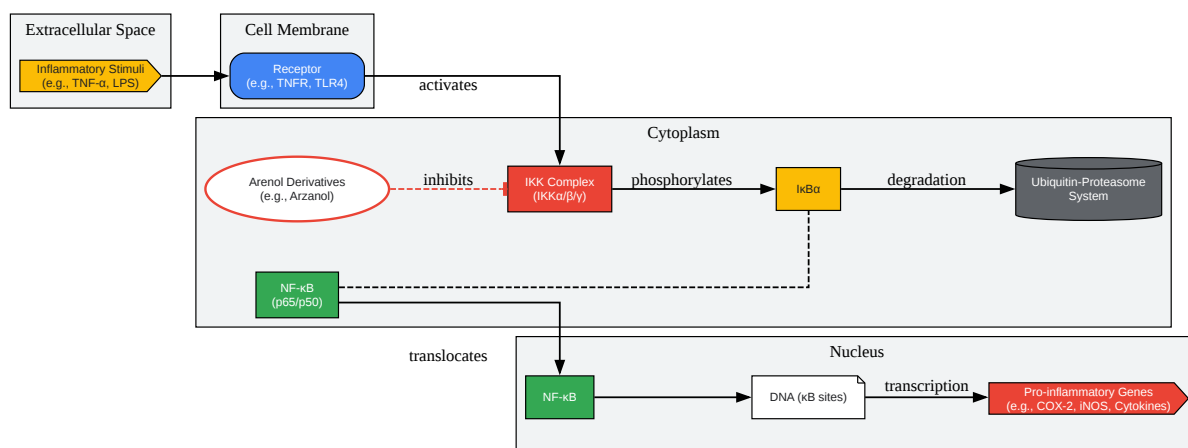 Extracellular Space
Cell Membrane
Inflammatory Stimuli
(e.g., TNF-α, LPS)
Receptor
(e.g., TNFR, TLR4)
activates
Cytoplasm
Arenol Derivatives
(e.g., Arzanol)
inhibits
IKK Complex
(IKKα/β/γ)
phosphorylates
IκBα
degradation
Ubiquitin-Proteasome
System
NF-κB
(p65/p50)
translocates
Nucleus
NF-κB
DNA (κB sites)
transcription
Pro-inflammatory Genes
(e.g., COX-2, iNOS, Cytokines)